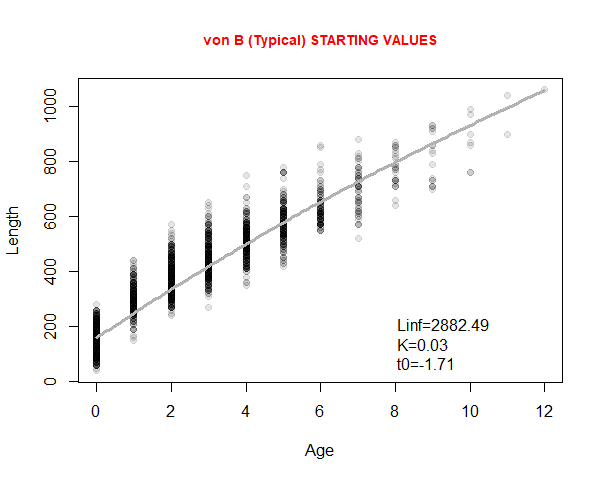 von B (Typical) STARTING VALUES
Length
1000
800
600
400
200
0
Linf=2882.49
K=0.03
t0=-1.71
0 2 4 6 8 10 12
Age